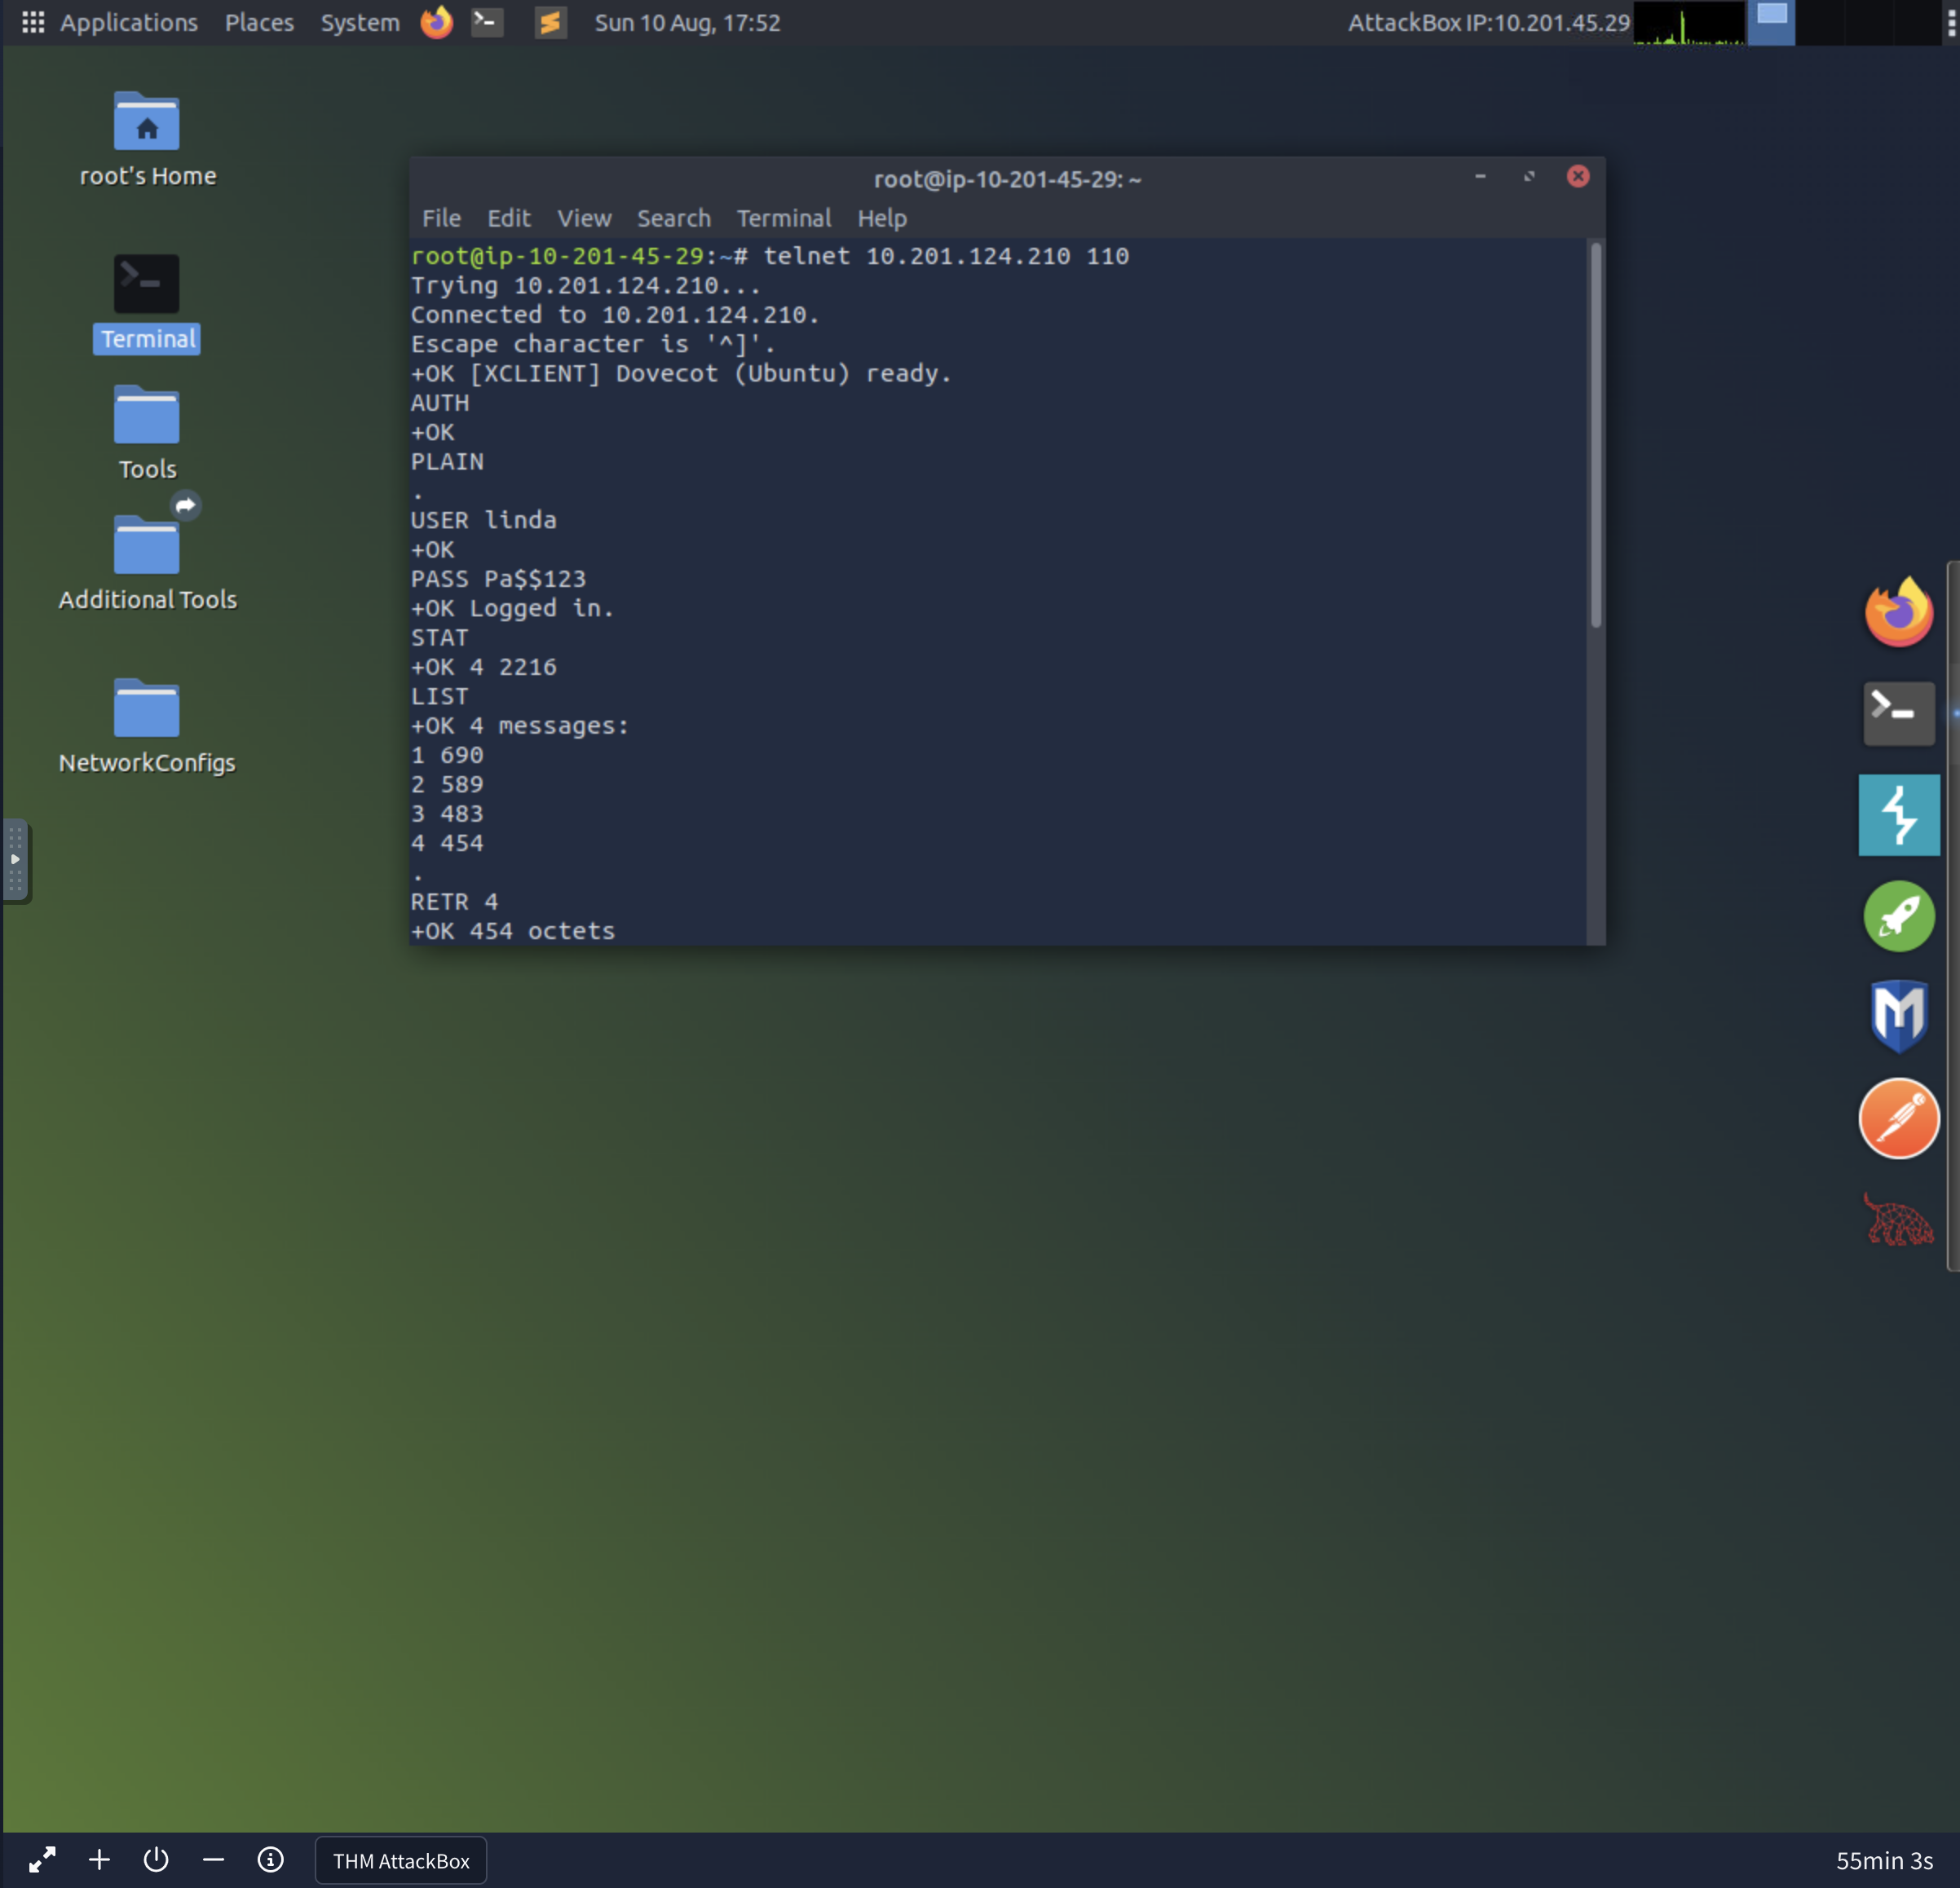 Applications Places System Sun 10 Aug, 17:52 AttackBox IP:10.201.45.29
root's Home
Terminal
Tools
Additional Tools
NetworkConfigs
root@ip-10-201-45-29: ~
File Edit View Search Terminal Help
root@ip-10-201-45-29:~# telnet 10.201.124.210 110
Trying 10.201.124.210...
Connected to 10.201.124.210.
Escape character is '^]'.
+OK [XCLIENT] Dovecot (Ubuntu) ready.
AUTH
+OK
PLAIN
.
USER linda
+OK
PASS Pa$$123
+OK Logged in.
STAT
+OK 4 2216
LIST
+OK 4 messages:
1 690
2 589
3 483
4 454
.
RETR 4
+OK 454 octets
THM AttackBox 55min 3s